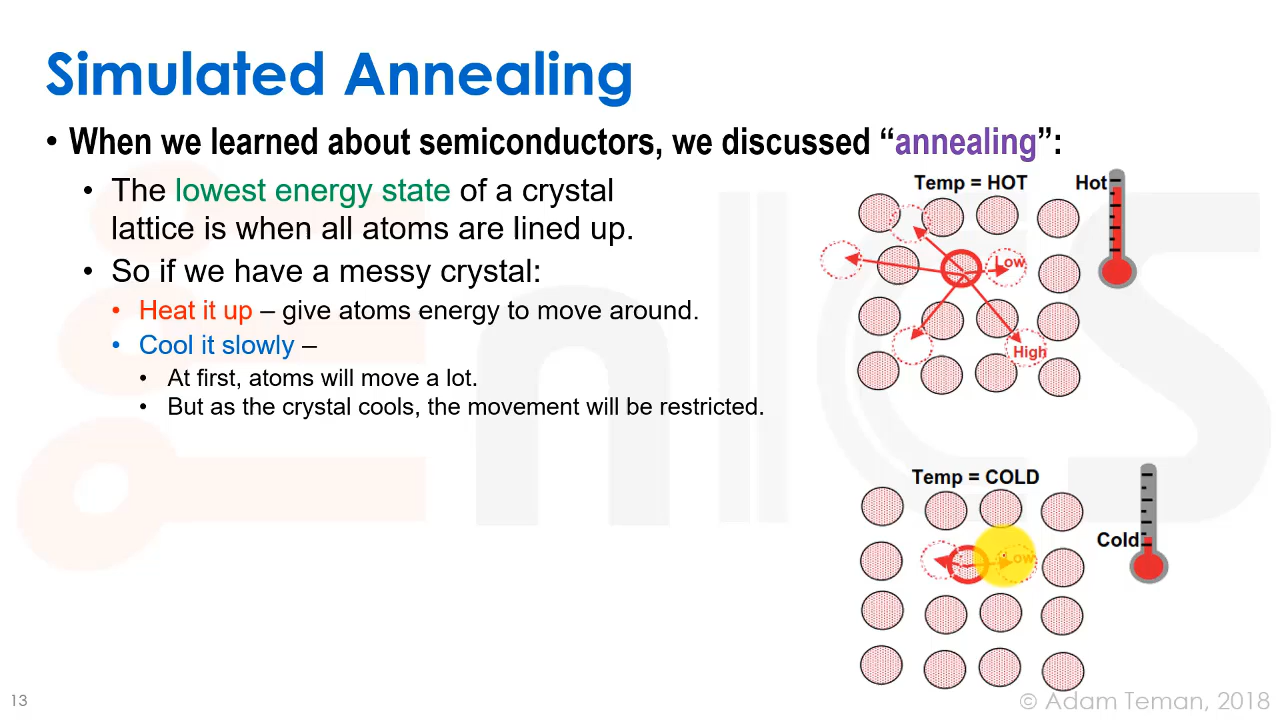 Simulated Annealing
• When we learned about semiconductors, we discussed “annealing”:
• The lowest energy state of a crystal
lattice is when all atoms are lined up.
• So if we have a messy crystal:
• Heat it up – give atoms energy to move around.
• Cool it slowly –
• At first, atoms will move a lot.
• But as the crystal cools, the movement will be restricted.
Temp = HOT
Hot
Low
High
Temp = COLD
Cold
Low
nICS
13
© Adam Teman, 2018